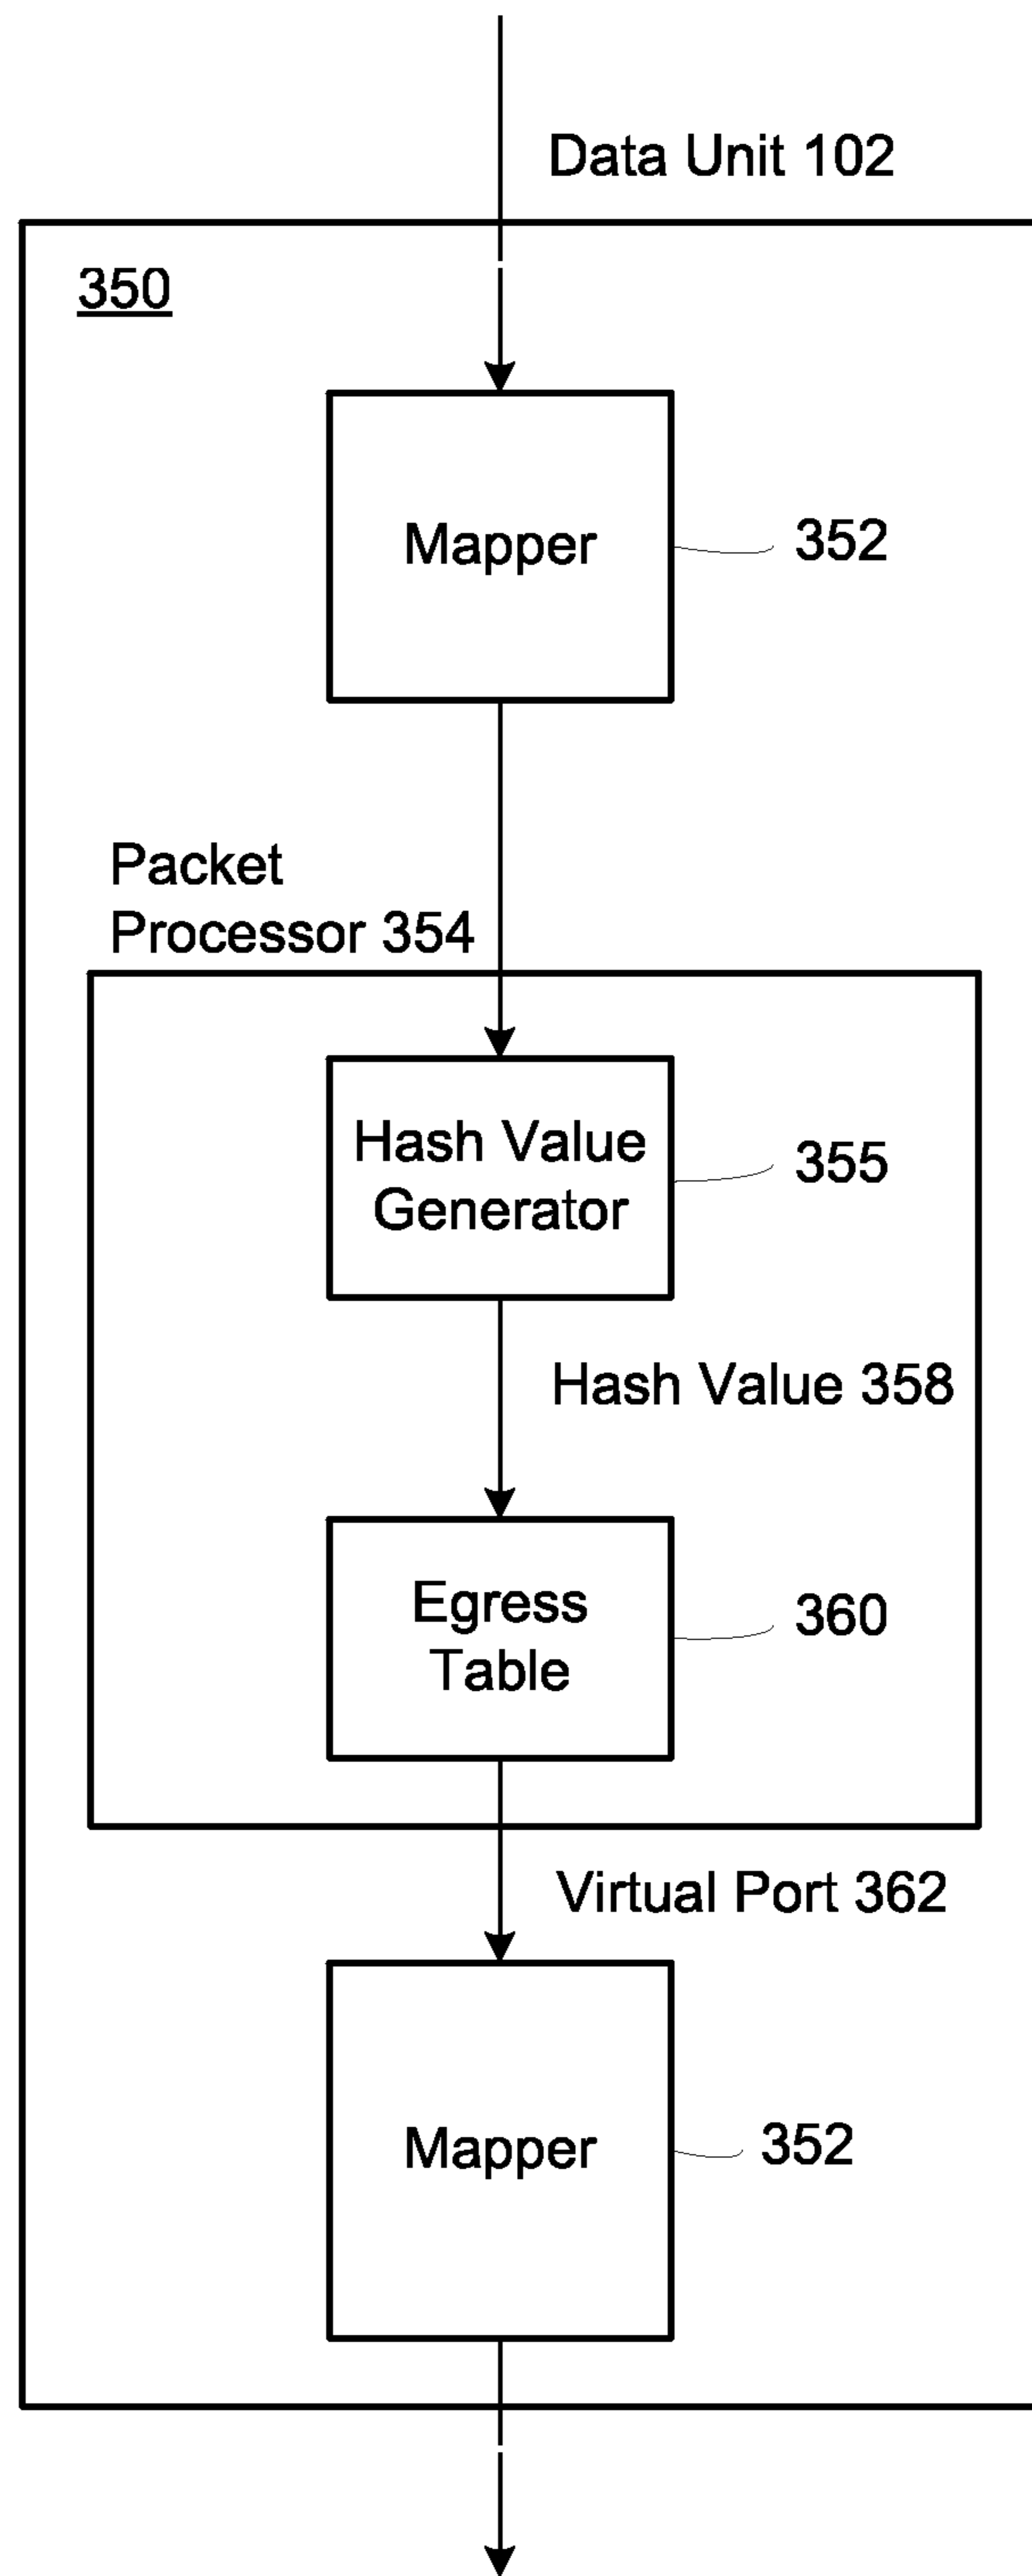 Data Unit 102
350
Mapper
352
Packet
Processor 354
Hash Value
Generator
355
Hash Value 358
Egress
Table
360
Virtual Port 362
Mapper
352